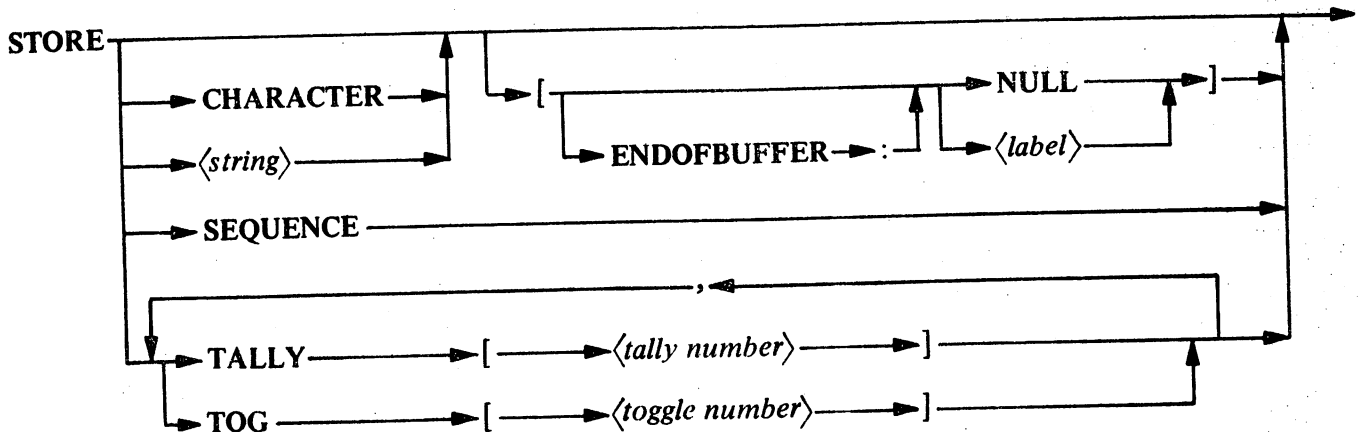 STORE
CHARACTER [ NULL ]
⟨string⟩ ENDOFBUFFER : ⟨label⟩
SEQUENCE
,
TALLY [ ⟨tally number⟩ ]
TOG [ ⟨toggle number⟩ ]